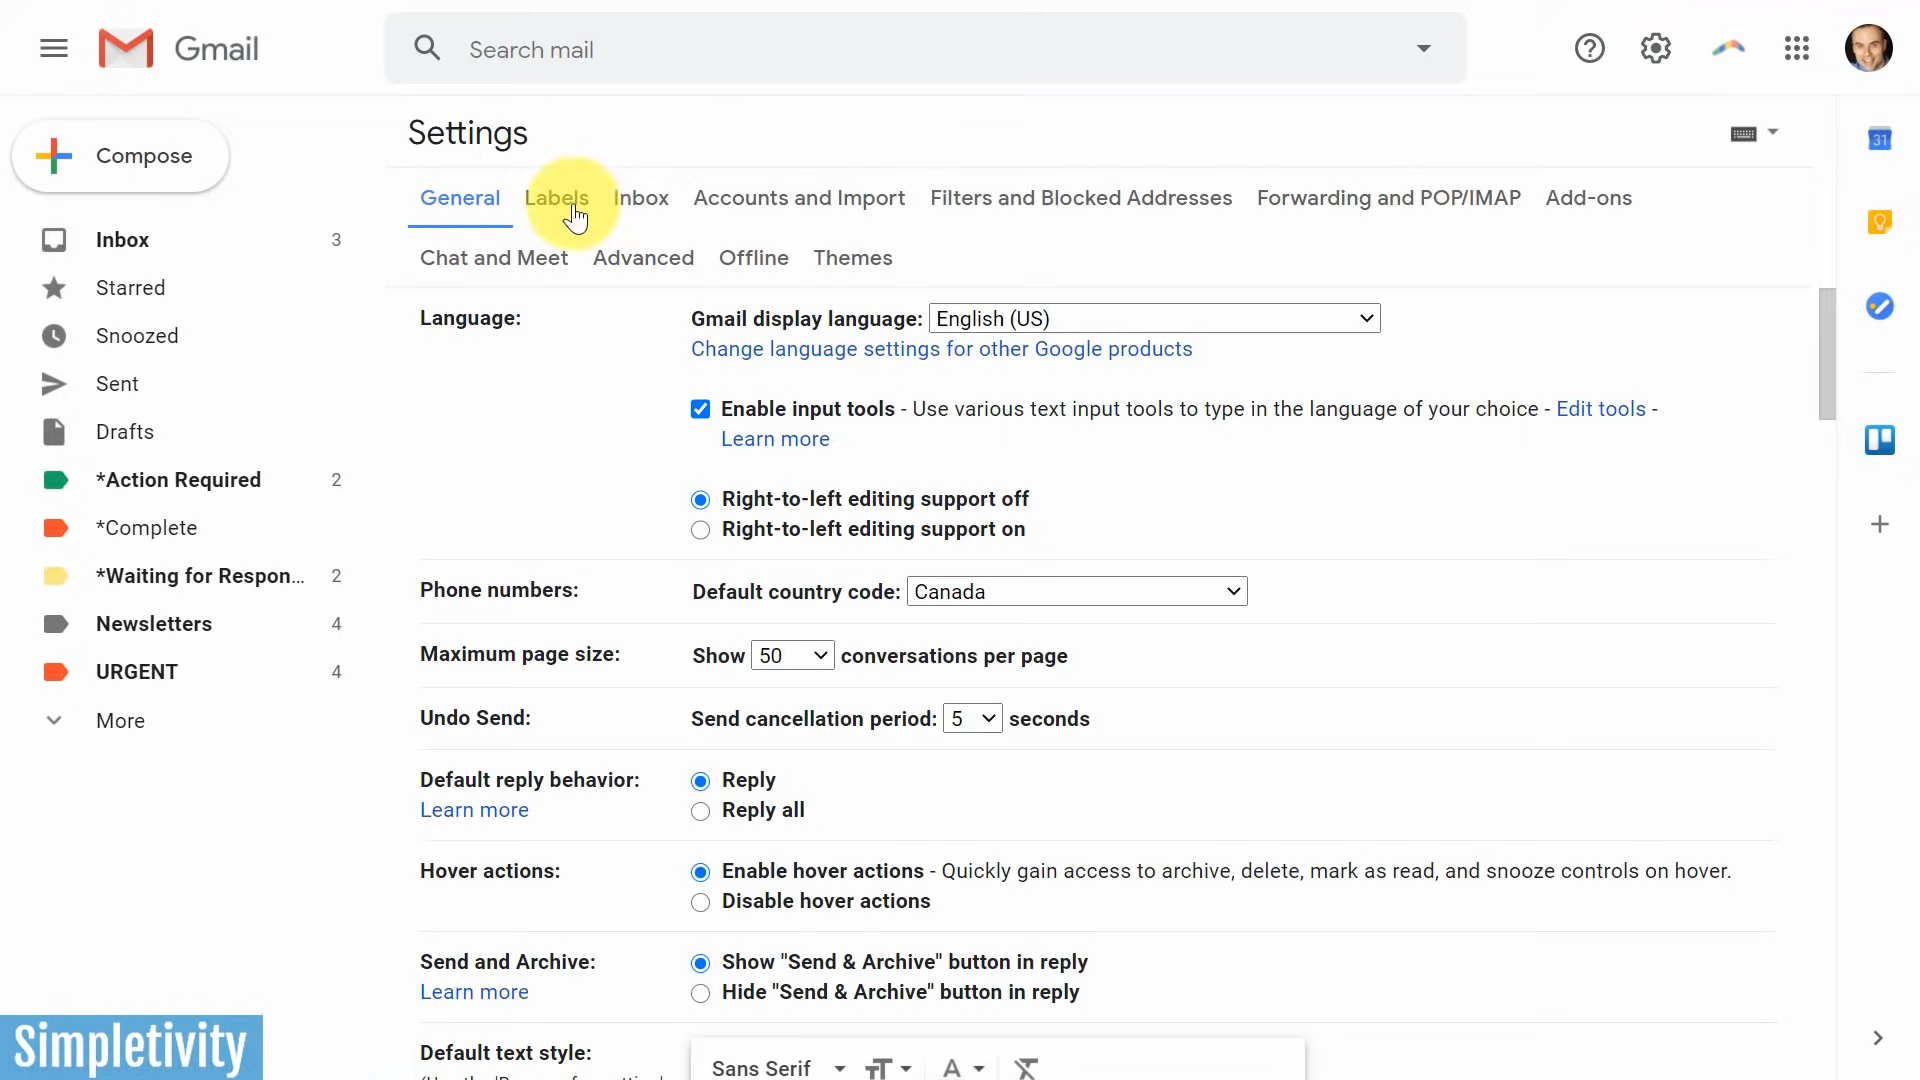 Gmail
Search mail
Compose
Inbox 3
Starred
Snoozed
Sent
Drafts
*Action Required 2
*Complete
*Waiting for Respon... 2
Newsletters 4
URGENT 4
More
Settings
General Labels Inbox Accounts and Import Filters and Blocked Addresses Forwarding and POP/IMAP Add-ons
Chat and Meet Advanced Offline Themes
Language: Gmail display language: English (US)
Change language settings for other Google products
Enable input tools - Use various text input tools to type in the language of your choice - Edit tools -
Learn more
Right-to-left editing support off
Right-to-left editing support on
Phone numbers: Default country code: Canada
Maximum page size: Show 50 conversations per page
Undo Send: Send cancellation period: 5 seconds
Default reply behavior: Reply
Learn more Reply all
Hover actions: Enable hover actions - Quickly gain access to archive, delete, mark as read, and snooze controls on hover.
Disable hover actions
Send and Archive: Show "Send & Archive" button in reply
Learn more Hide "Send & Archive" button in reply
Default text style: Sans Serif
31
Simpletivity